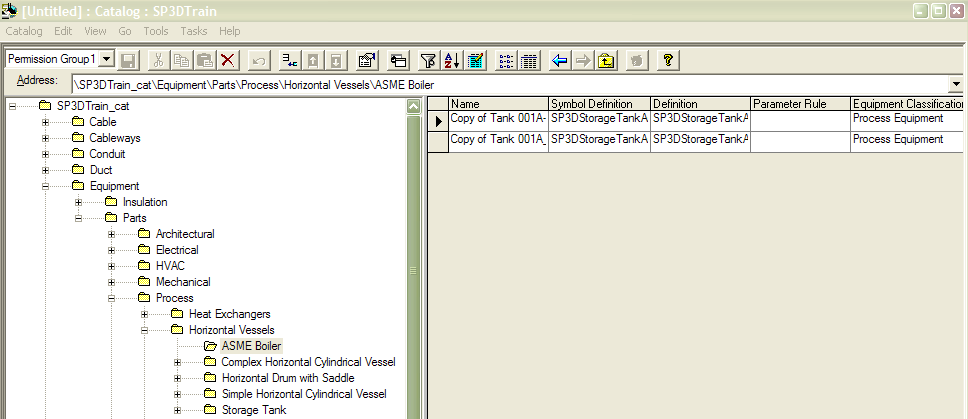 [Untitled] : Catalog : SP3DTrain
Catalog Edit View Go Tools Tasks Help
Permission Group1
Address: \SP3DTrain_cat\Equipment\Parts\Process\Horizontal Vessels\ASME Boiler
SP3DTrain_cat
Cable
Cableways
Conduit
Duct
Equipment
Insulation
Parts
Architectural
Electrical
HVAC
Mechanical
Process
Heat Exchangers
Horizontal Vessels
ASME Boiler
Complex Horizontal Cylindrical Vessel
Horizontal Drum with Saddle
Simple Horizontal Cylindrical Vessel
Storage Tank
Name Symbol Definition Definition Parameter Rule Equipment Classification
Copy of Tank 001A- SP3DStorageTankA SP3DStorageTankA Process Equipment
Copy of Tank 001A_ SP3DStorageTankA SP3DStorageTankA Process Equipment